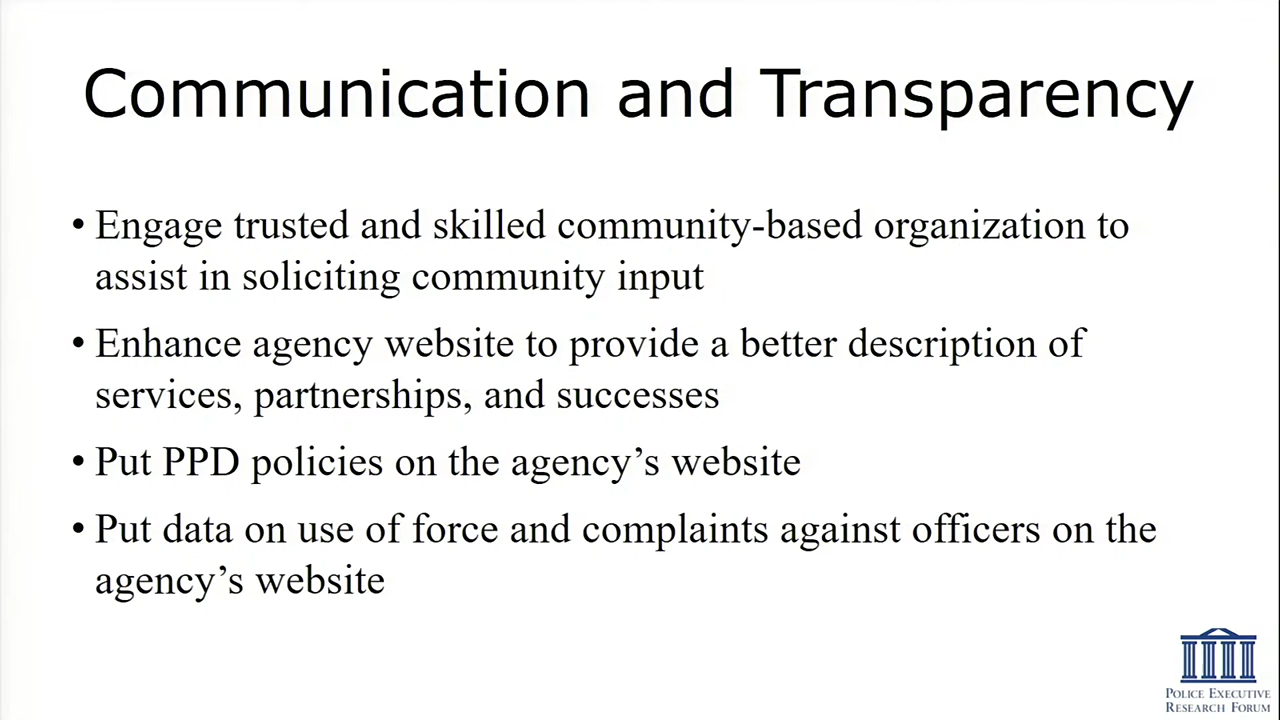 Communication and Transparency
• Engage trusted and skilled community-based organization to
assist in soliciting community input
• Enhance agency website to provide a better description of
services, partnerships, and successes
• Put PPD policies on the agency’s website
• Put data on use of force and complaints against officers on the
agency’s website
POLICE EXECUTIVE
RESEARCH FORUM